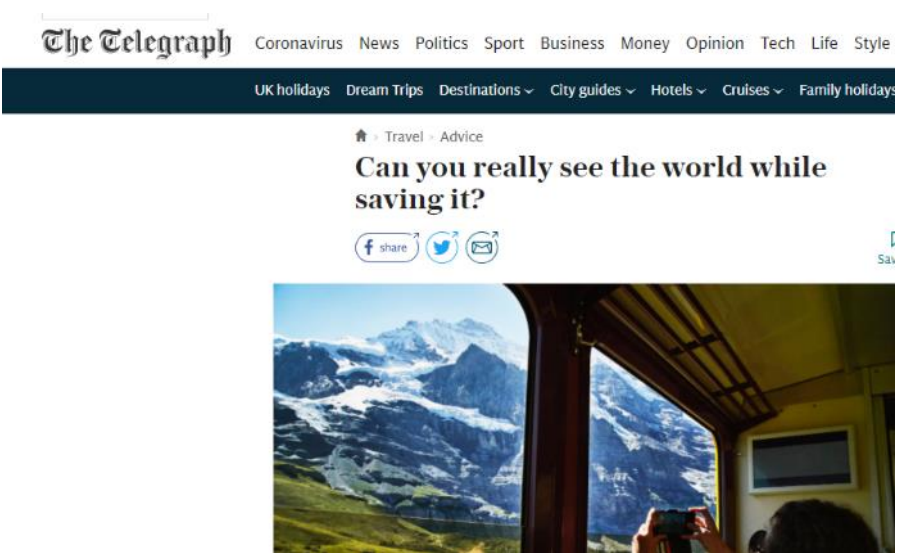 The Telegraph
Coronavirus News Politics Sport Business Money Opinion Tech Life Style
UK holidays Dream Trips Destinations City guides Hotels Cruises Family holidays
Travel Advice
Can you really see the world while
saving it?
share